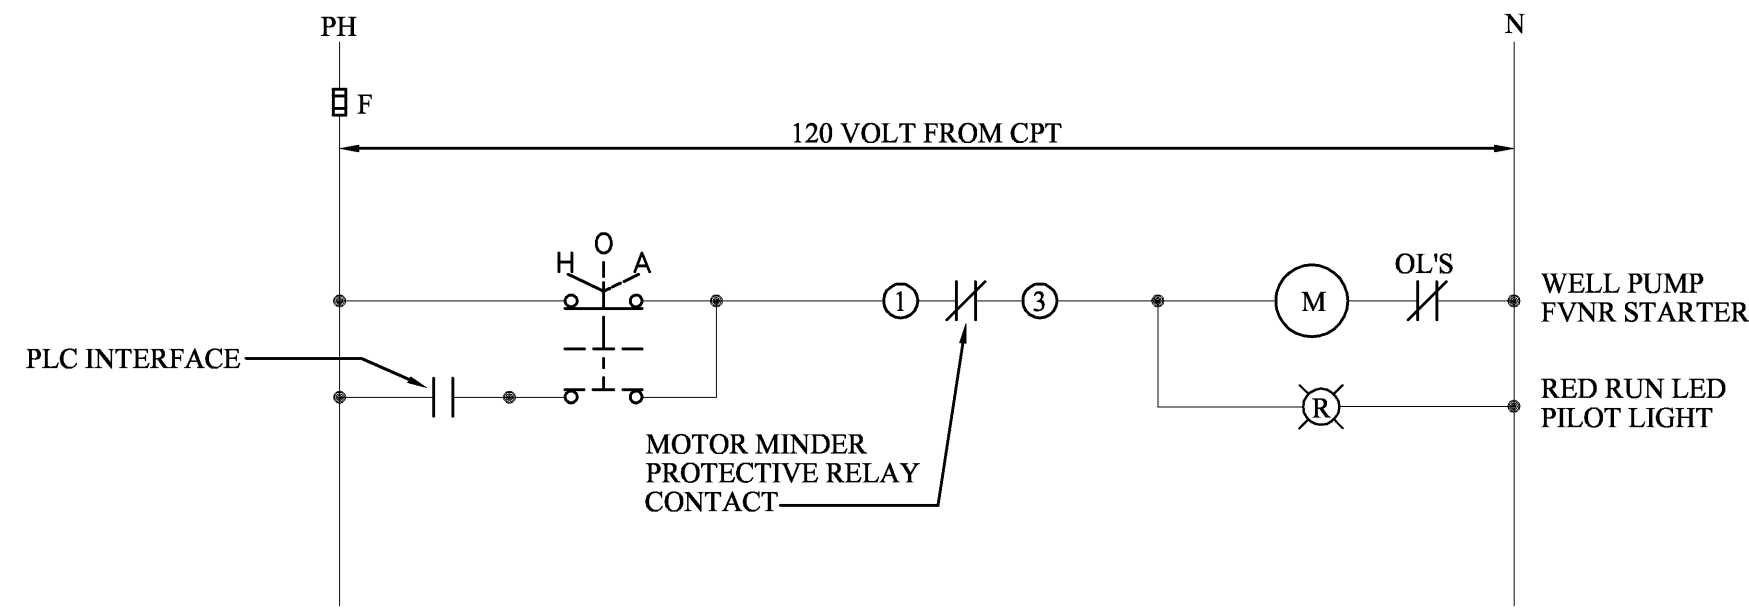 PH
N
F
120 VOLT FROM CPT
O
H A
OL'S
1
3
M
WELL PUMP
FVNR STARTER
PLC INTERFACE
R
RED RUN LED
PILOT LIGHT
MOTOR MINDER
PROTECTIVE RELAY
CONTACT